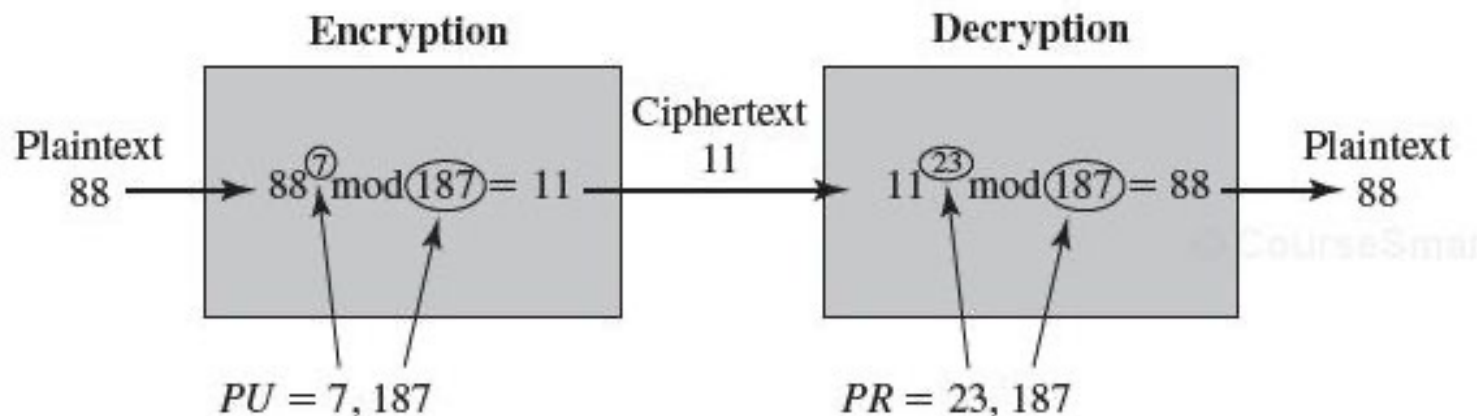 Encryption
Decryption
Plaintext
88
88^7 mod 187 = 11
Ciphertext
11
11^23 mod 187 = 88
Plaintext
88
CourseSmar
PU = 7, 187
PR = 23, 187